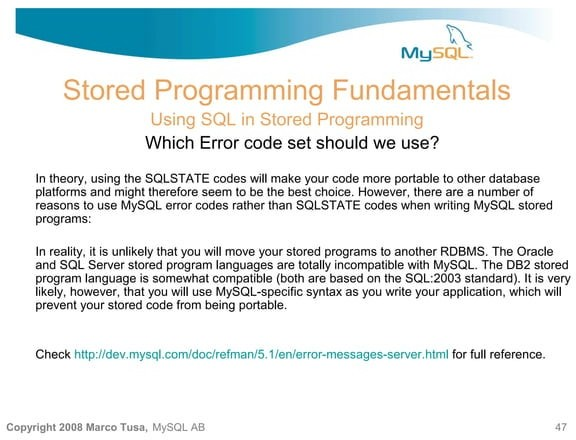 MySQL
Stored Programming Fundamentals
Using SQL in Stored Programming
Which Error code set should we use?
In theory, using the SQLSTATE codes will make your code more portable to other database
platforms and might therefore seem to be the best choice. However, there are a number of
reasons to use MySQL error codes rather than SQLSTATE codes when writing MySQL stored
programs:
In reality, it is unlikely that you will move your stored programs to another RDBMS. The Oracle
and SQL Server stored program languages are totally incompatible with MySQL. The DB2 stored
program language is somewhat compatible (both are based on the SQL:2003 standard). It is very
likely, however, that you will use MySQL-specific syntax as you write your application, which will
prevent your stored code from being portable.
Check http://dev.mysql.com/doc/refman/5.1/en/error-messages-server.html for full reference.
Copyright 2008 Marco Tusa, MySQL AB 47